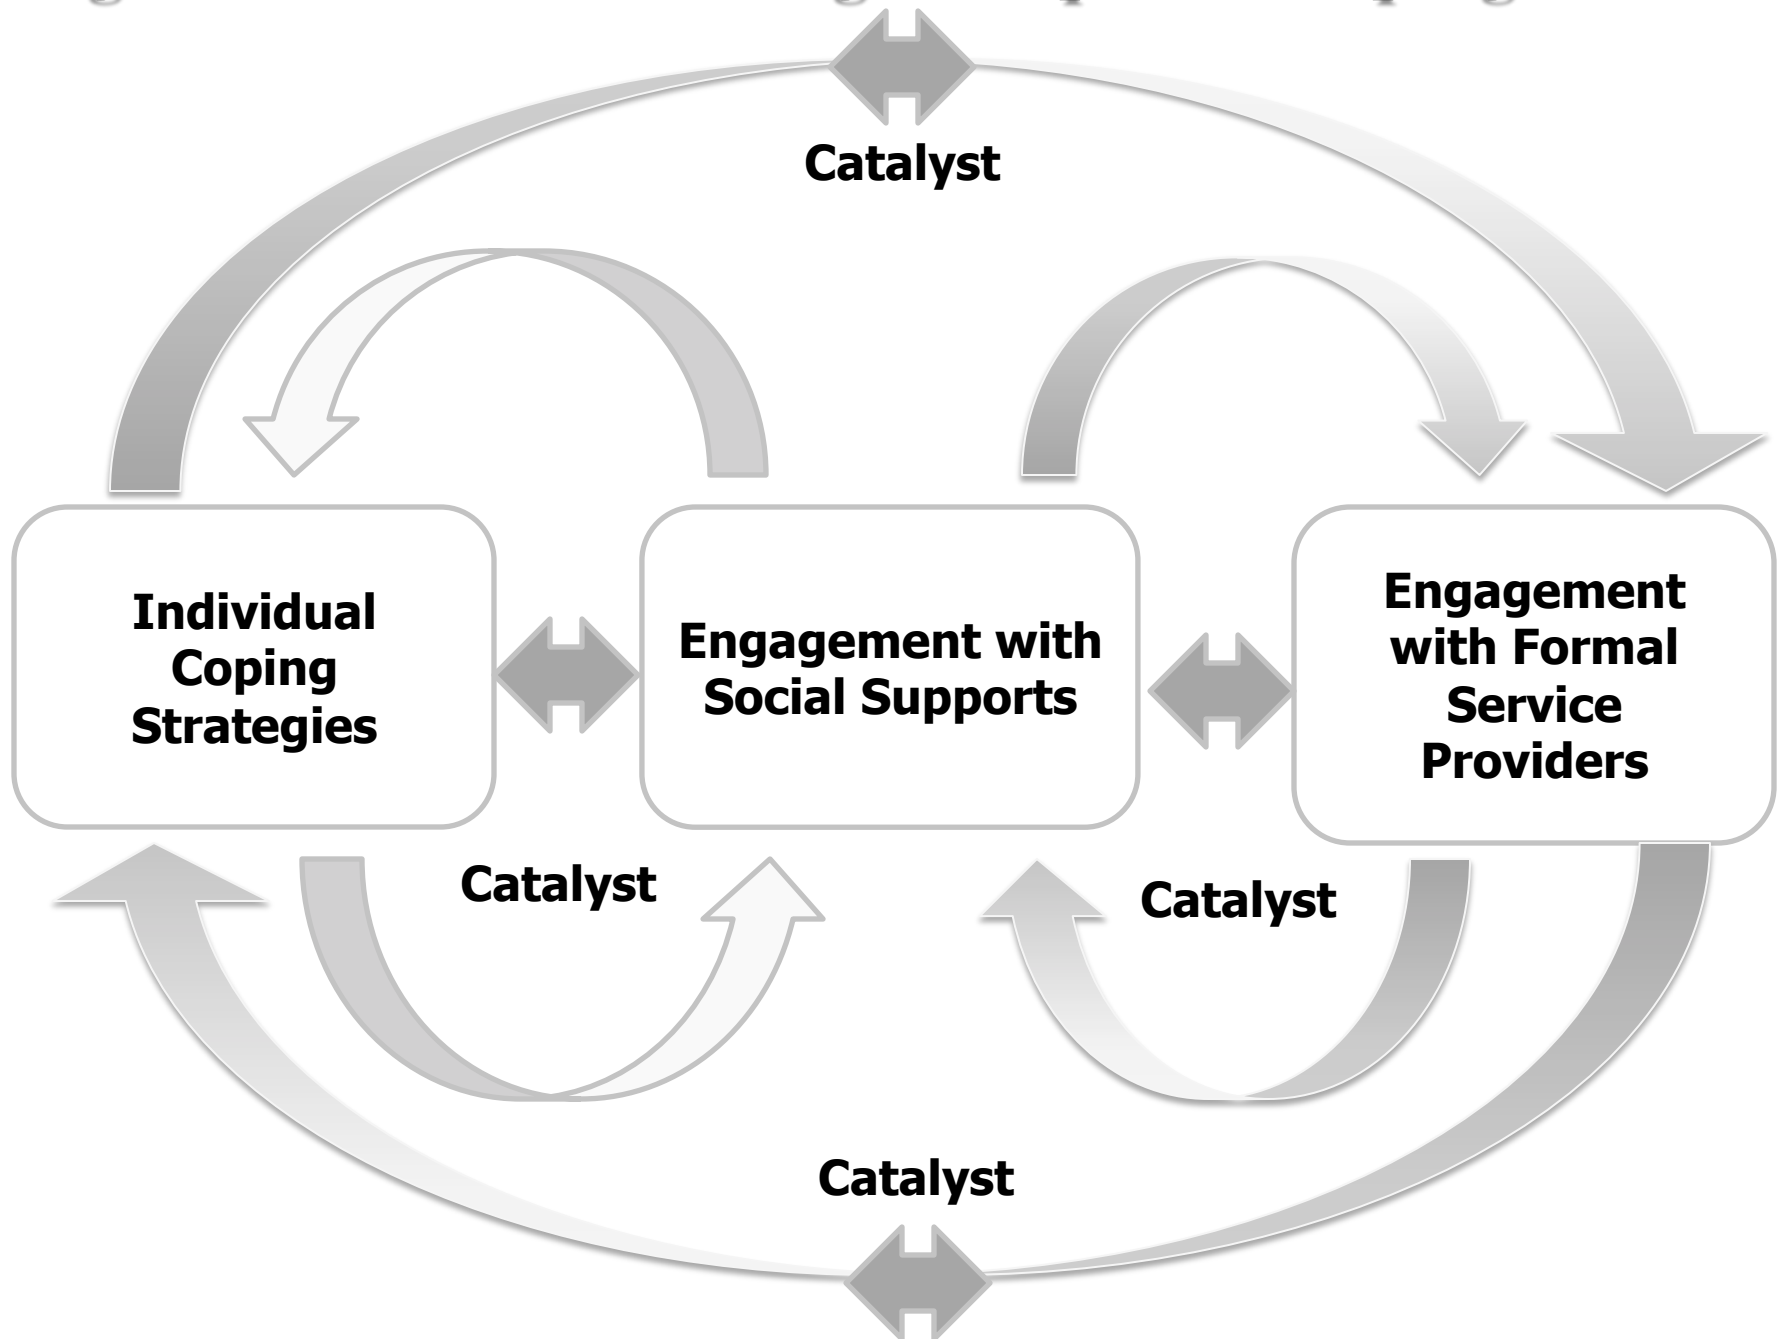 Catalyst
Individual
Coping
Strategies
Engagement with
Social Supports
Engagement
with Formal
Service
Providers
Catalyst
Catalyst
Catalyst